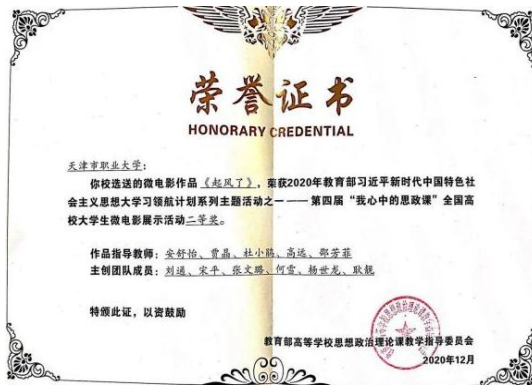 荣誉证书
HONORARY CREDENTIAL
天津市职业大学:
你校选送的微电影作品《起风了》,荣获2020年教育部习近平新时代中国特色社
会主义思想大学习领航计划系列主题活动之一——第四届“我心中的思政课”全国高
校大学生微电影展示活动二等奖。
作品指导教师:安舒怡、贾晶、杜小鹃、高远、邵芳菲
主创团队成员:刘通、宋平、张文璐、何雪、杨世龙、耿靓
特颁此证,以资鼓励
教育部高等学校思想政治理论课教学指导委员会
2020年12月